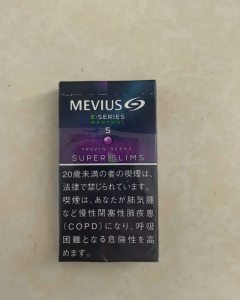 MEVIUS
E-SERIES
MENTHOL
5
FROZEN BERRY
SUPER SLIMS
20歳未満の者の喫煙は、
法律で禁じられています。
喫煙は、あなたが肺気腫
など慢性閉塞性肺疾患
(COPD)になり、呼吸
困難となる危険性を高
めます。